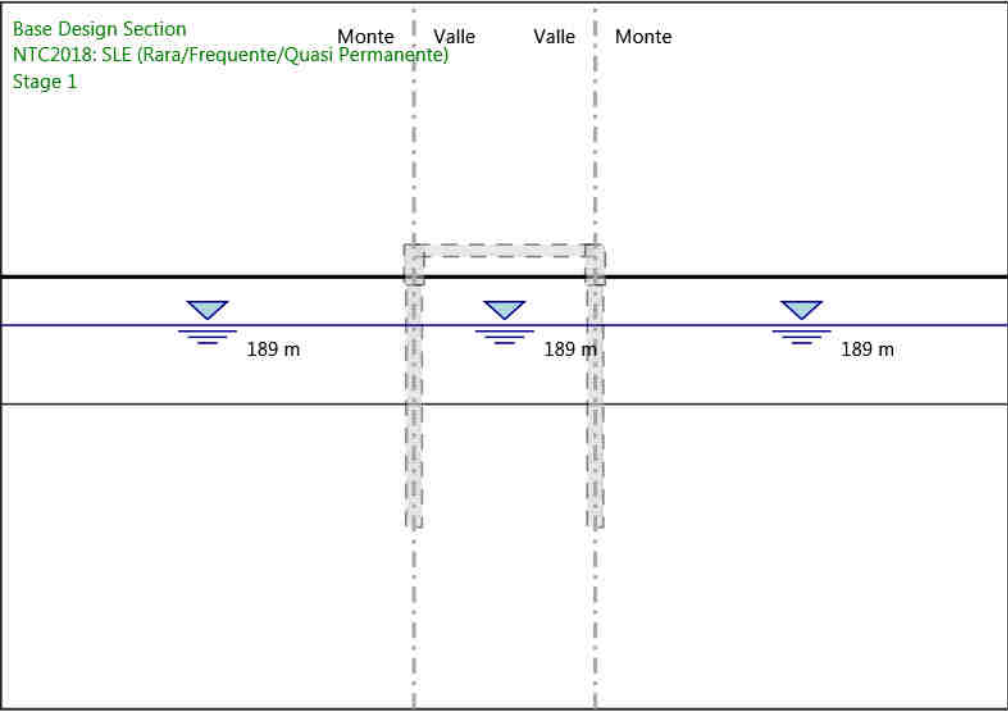 Base Design Section
NTC2018: SLE (Rara/Frequente/Quasi Permanente)
Stage 1
Monte Valle Valle Monte
189 m 189 m 189 m